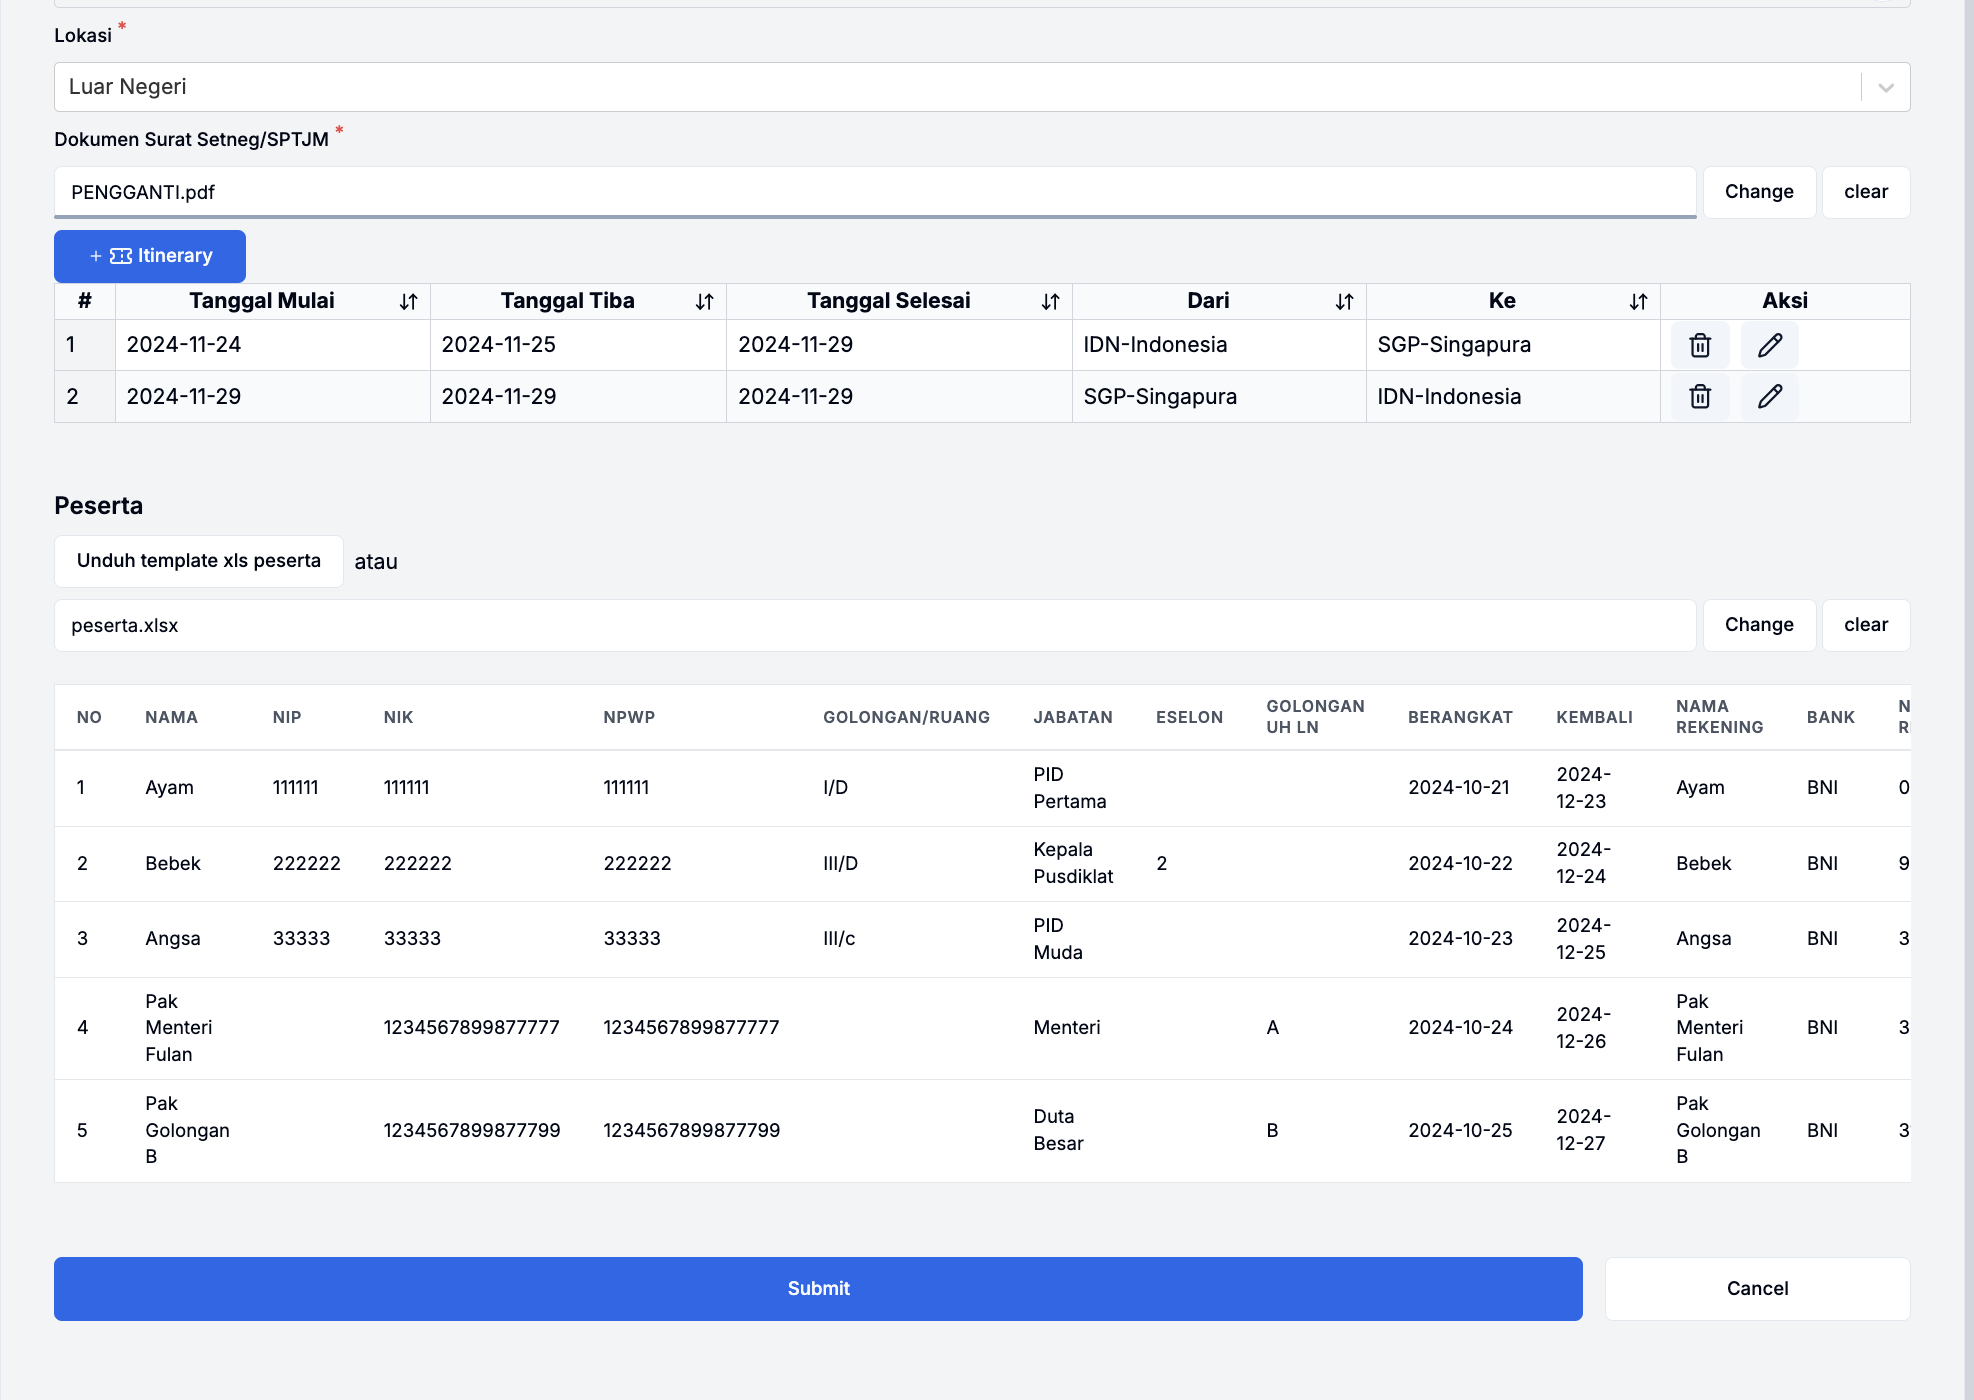 Lokasi *
Luar Negeri
Dokumen Surat Setneg/SPTJM *
PENGGANTI.pdf Change clear
+ Itinerary
# Tanggal Mulai Tanggal Tiba Tanggal Selesai Dari Ke Aksi
1 2024-11-24 2024-11-25 2024-11-29 IDN-Indonesia SGP-Singapura
2 2024-11-29 2024-11-29 2024-11-29 SGP-Singapura IDN-Indonesia
Peserta
Unduh template xls peserta atau
peserta.xlsx Change clear
NO NAMA NIP NIK NPWP GOLONGAN/RUANG JABATAN ESELON GOLONGAN UH LN BERANGKAT KEMBALI NAMA REKENING BANK
1 Ayam 111111 111111 111111 I/D PID Pertama 2024-10-21 2024-12-23 Ayam BNI 0
2 Bebek 222222 222222 222222 III/D Kepala Pusdiklat 2 2024-10-22 2024-12-24 Bebek BNI 9
3 Angsa 33333 33333 33333 III/c PID Muda 2024-10-23 2024-12-25 Angsa BNI 3
4 Pak Menteri Fulan 1234567899877777 1234567899877777 Menteri A 2024-10-24 2024-12-26 Pak Menteri Fulan BNI 3
5 Pak Golongan B 1234567899877799 1234567899877799 Duta Besar B 2024-10-25 2024-12-27 Pak Golongan B BNI 3
Submit Cancel